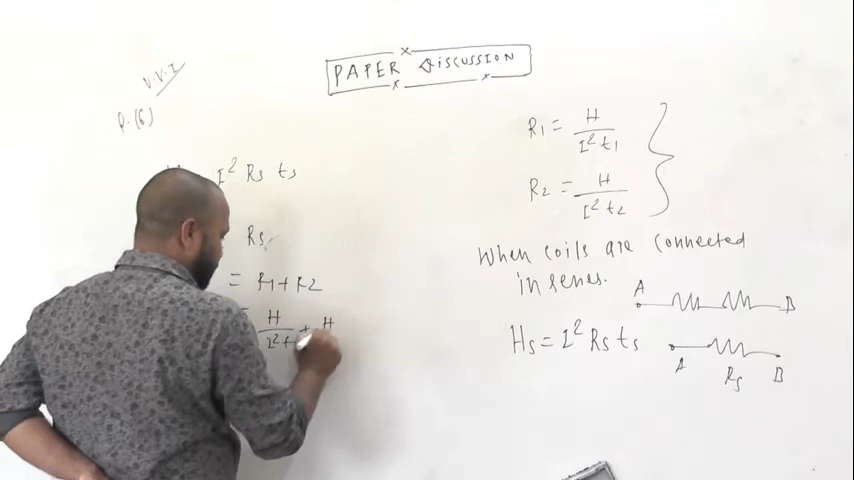 PAPER DISCUSSION
V.V.I
P.(6)
I² Rs ts
Rs
= R1+R2
H/I²t + H
R1 = H/I²t1
R2 = H/I²t2
When coils are connected
in series.
A B
Hs = I² Rs ts
A Rs B